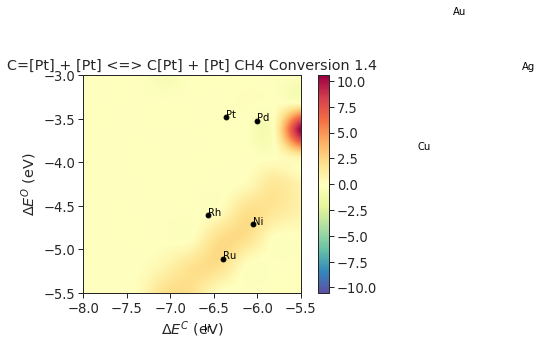 Au
Ag
C=[Pt] + [Pt] <=> C[Pt] + [Pt] CH4 Conversion 1.4
−3.0
−3.5
−4.0
−4.5
−5.0
−5.5
ΔE^O (eV)
Pt
Pd
Rh
Ni
Ru
Cu
10.0
7.5
5.0
2.5
0.0
−2.5
−5.0
−7.5
−10.0
−8.0
−7.5
−7.0
−6.5
−6.0
−5.5
ΔE^C (eV)
Ir